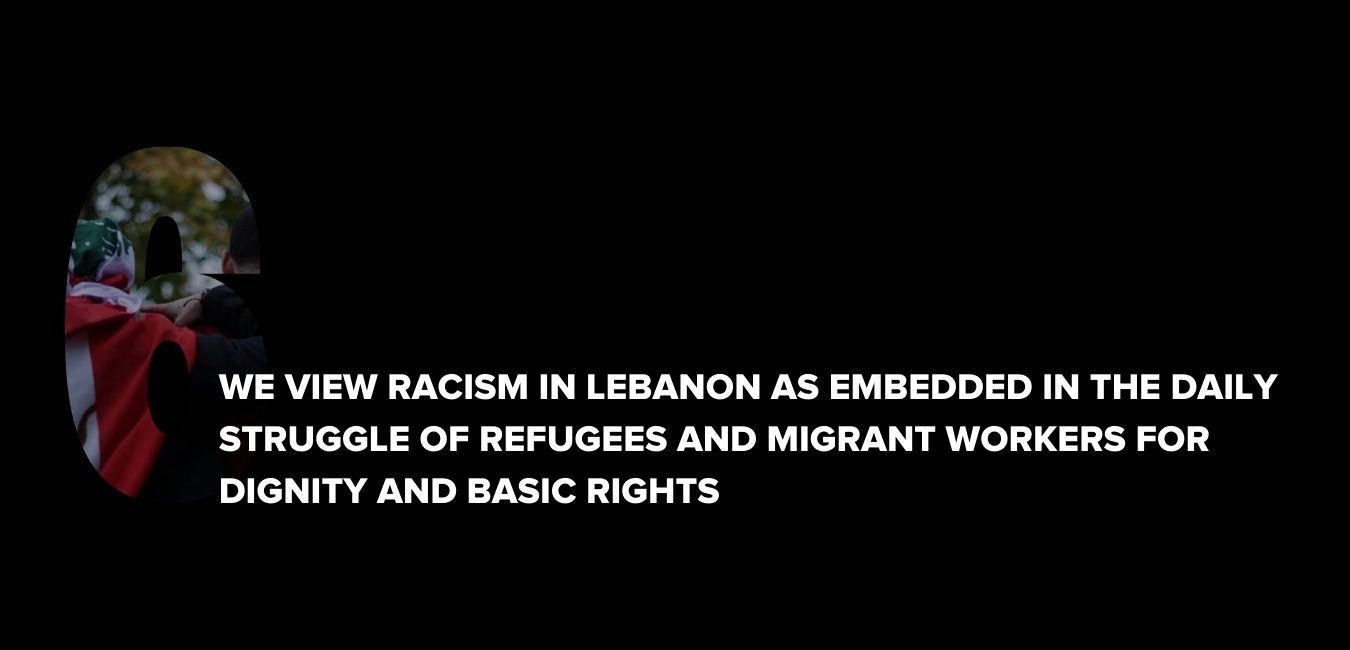 6
WE VIEW RACISM IN LEBANON AS EMBEDDED IN THE DAILY
STRUGGLE OF REFUGEES AND MIGRANT WORKERS FOR
DIGNITY AND BASIC RIGHTS